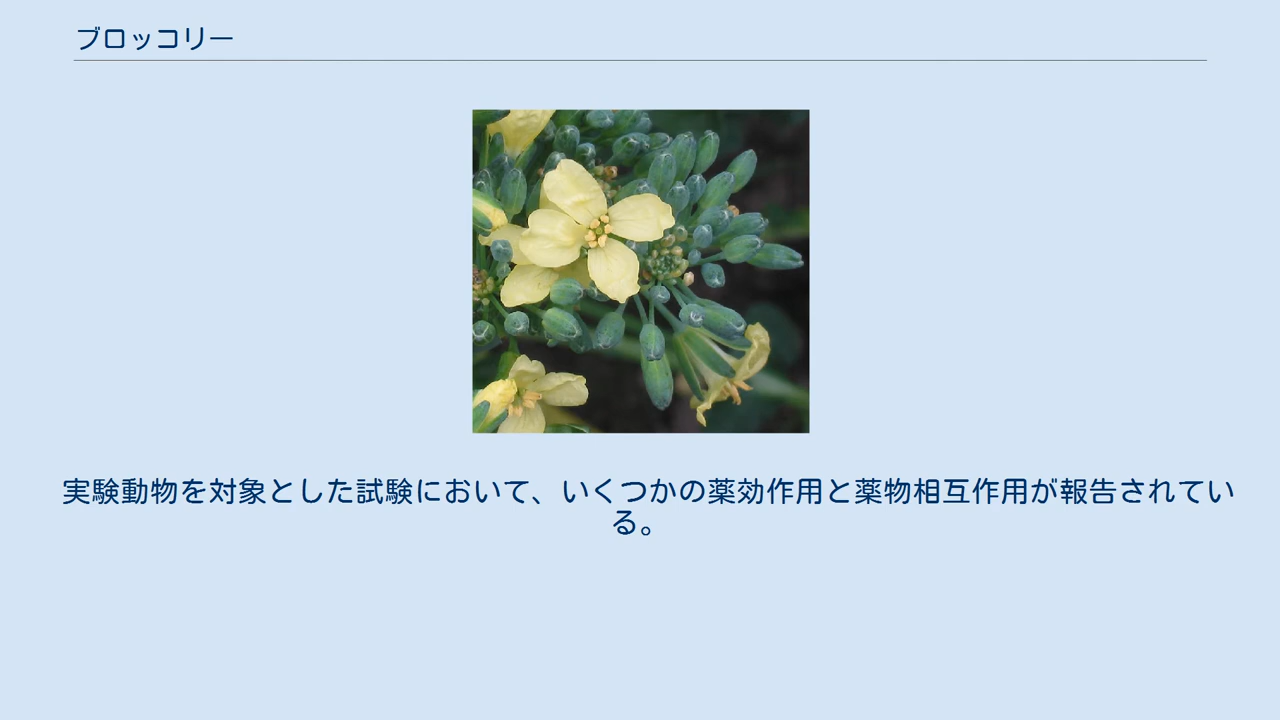 ブロッコリー
実験動物を対象とした試験において、いくつかの薬効作用と薬物相互作用が報告されてい
る。